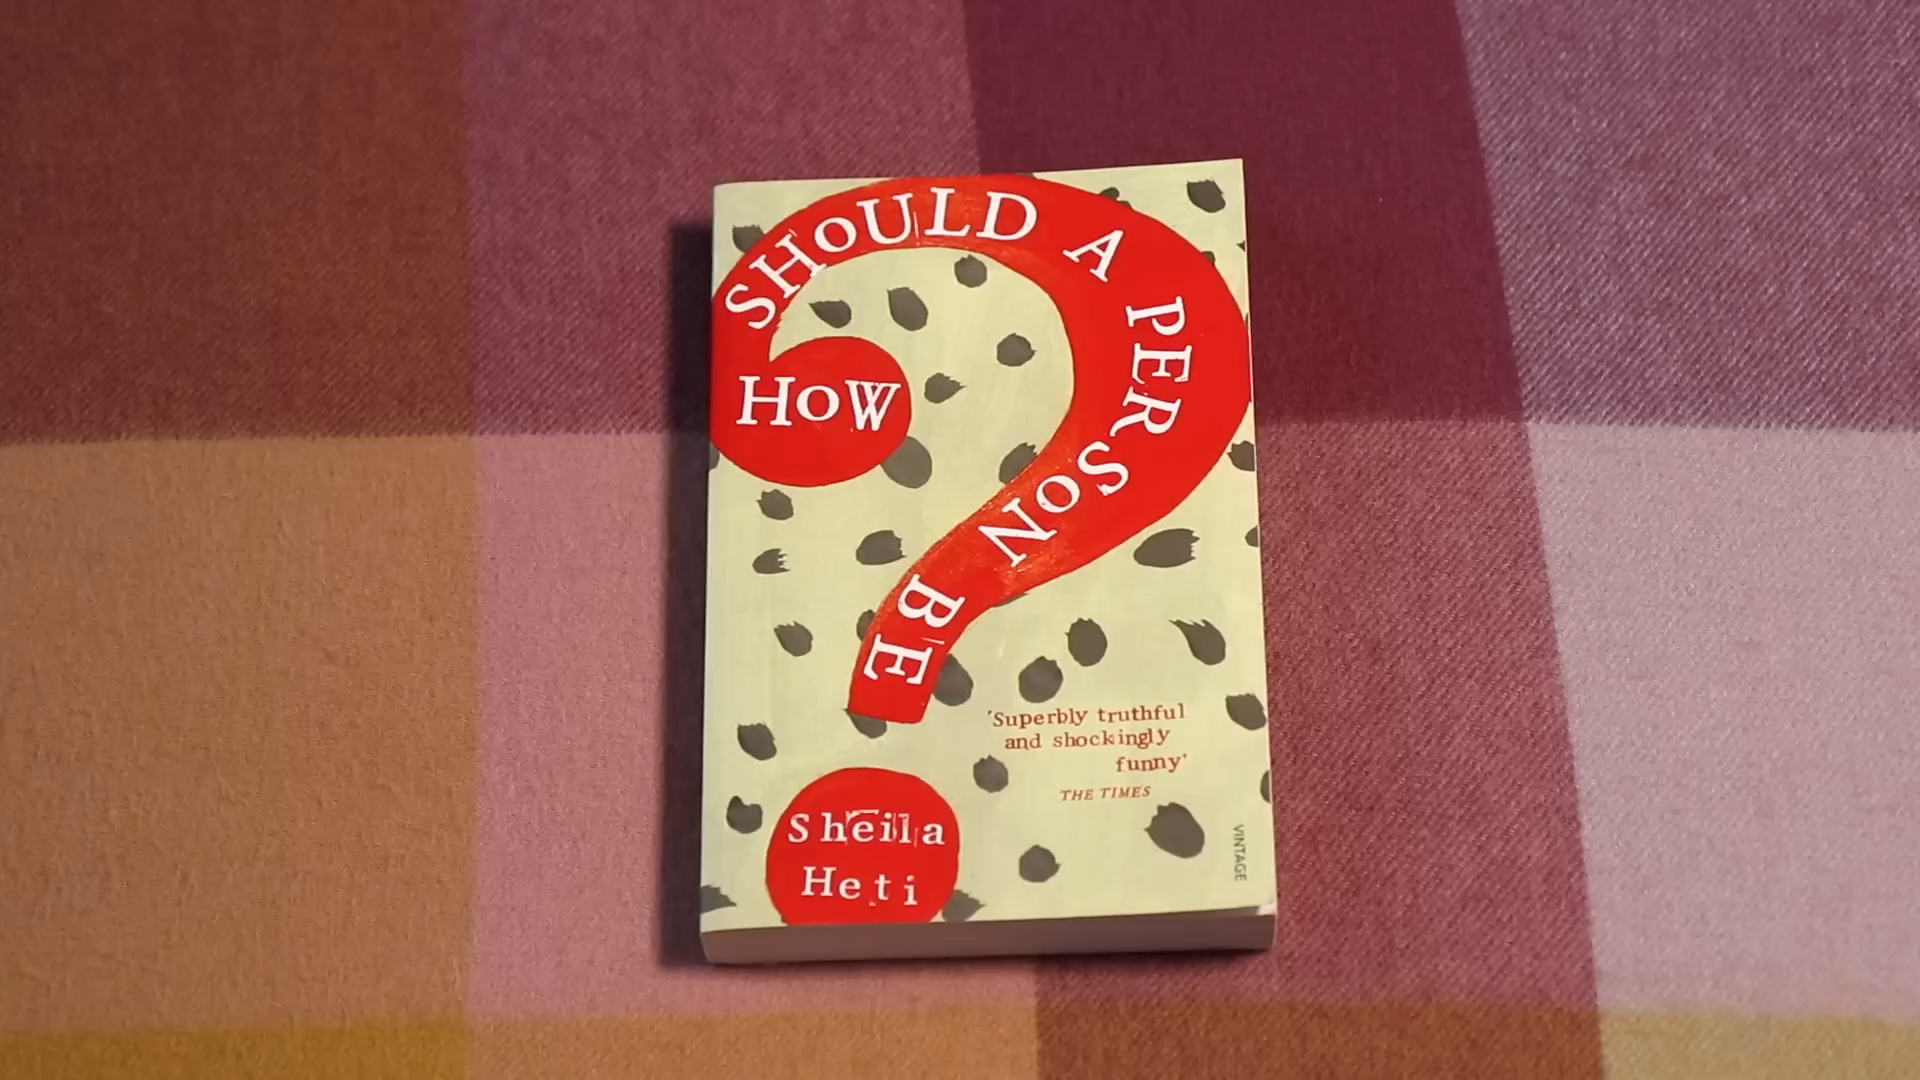 HOW
SHOULD A PERSON BE
'Superbly truthful
and shockingly
funny'
THE TIMES
Sheila
Heti
VINTAGE